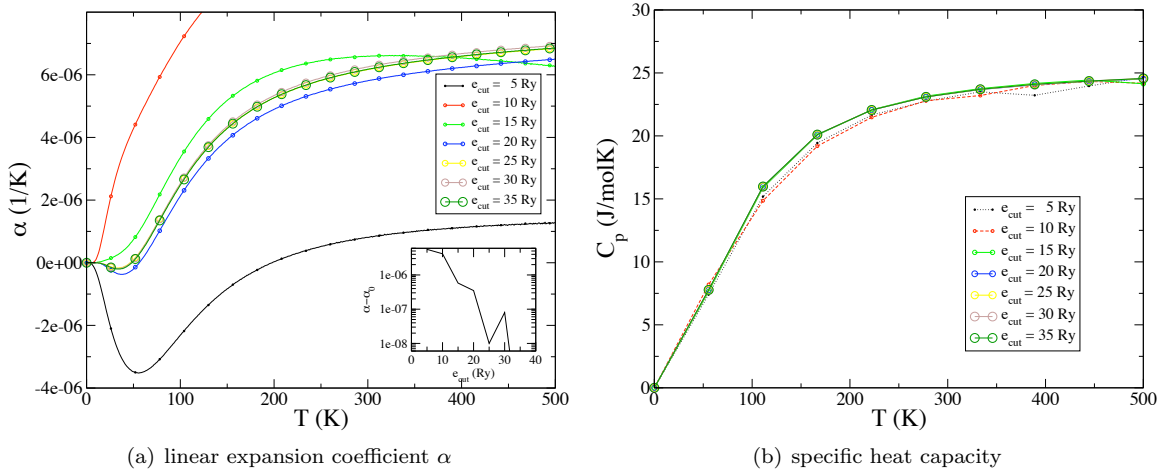 6e-06
4e-06
2e-06
0e+00
-2e-06
-4e-06
α (1/K)
0
100
200
300
400
500
T (K)
e_cut = 5 Ry
e_cut = 10 Ry
e_cut = 15 Ry
e_cut = 20 Ry
e_cut = 25 Ry
e_cut = 30 Ry
e_cut = 35 Ry
1e-06
1e-07
1e-08
α−α_0
0
10
20
30
40
e_cut (Ry)
(a) linear expansion coefficient α
30
25
20
15
10
5
0
C_p (J/molK)
0
100
200
300
400
500
T (K)
e_cut = 5 Ry
e_cut = 10 Ry
e_cut = 15 Ry
e_cut = 20 Ry
e_cut = 25 Ry
e_cut = 30 Ry
e_cut = 35 Ry
(b) specific heat capacity